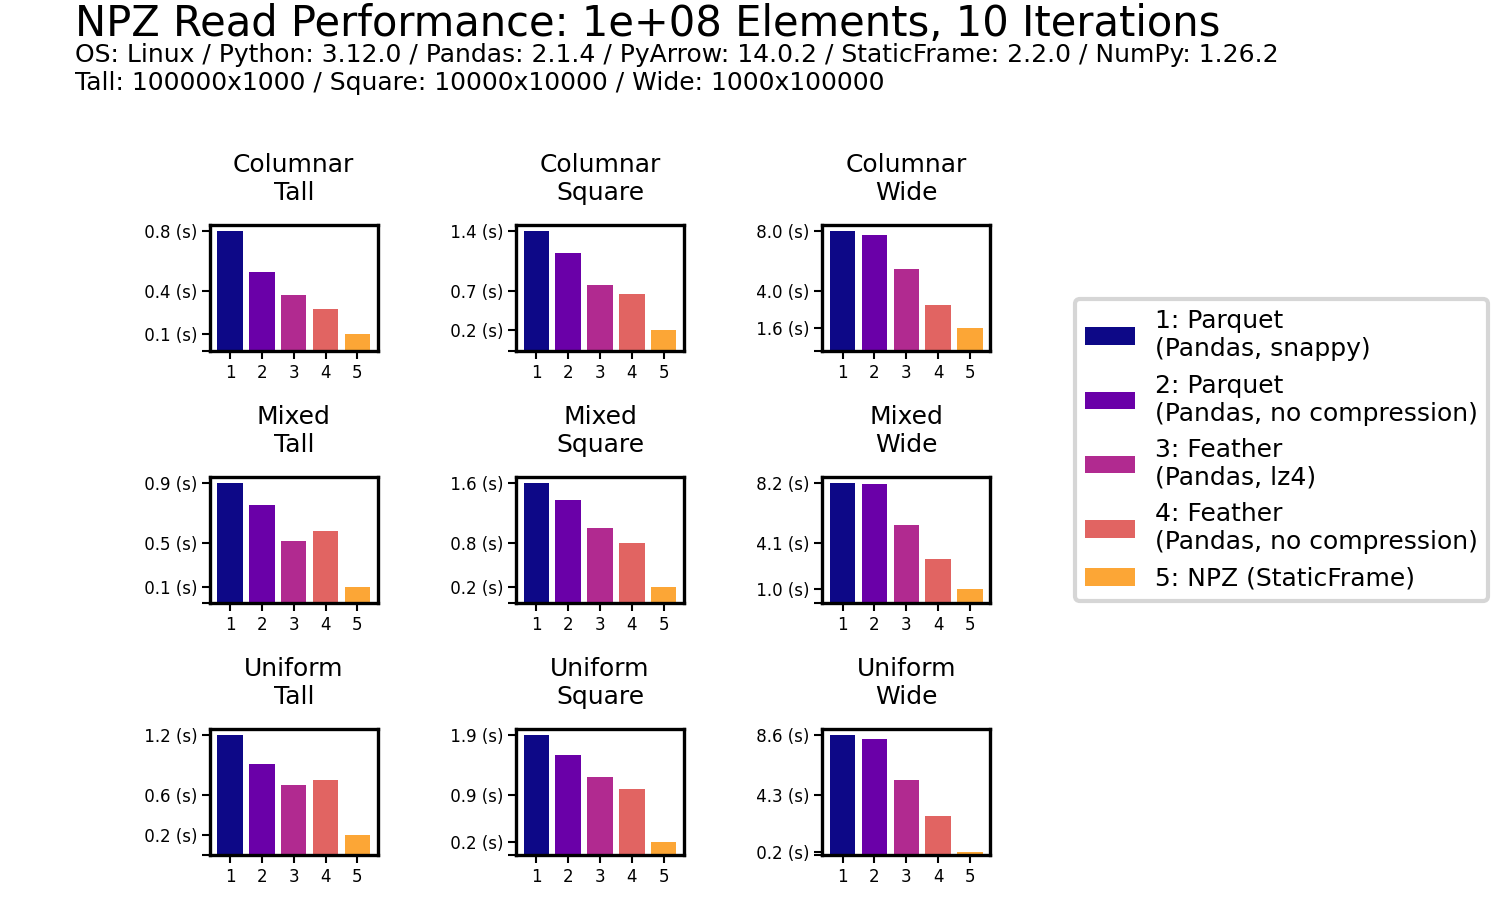 NPZ Read Performance: 1e+08 Elements, 10 Iterations
OS: Linux / Python: 3.12.0 / Pandas: 2.1.4 / PyArrow: 14.0.2 / StaticFrame: 2.2.0 / NumPy: 1.26.2
Tall: 100000x1000 / Square: 10000x10000 / Wide: 1000x100000
Columnar
Tall
0.8 (s)
0.4 (s)
0.1 (s)
1 2 3 4 5
Columnar
Square
1.4 (s)
0.7 (s)
0.2 (s)
1 2 3 4 5
Columnar
Wide
8.0 (s)
4.0 (s)
1.6 (s)
1 2 3 4 5
Mixed
Tall
0.9 (s)
0.5 (s)
0.1 (s)
1 2 3 4 5
Mixed
Square
1.6 (s)
0.8 (s)
0.2 (s)
1 2 3 4 5
Mixed
Wide
8.2 (s)
4.1 (s)
1.0 (s)
1 2 3 4 5
Uniform
Tall
1.2 (s)
0.6 (s)
0.2 (s)
1 2 3 4 5
Uniform
Square
1.9 (s)
0.9 (s)
0.2 (s)
1 2 3 4 5
Uniform
Wide
8.6 (s)
4.3 (s)
0.2 (s)
1 2 3 4 5
1: Parquet
(Pandas, snappy)
2: Parquet
(Pandas, no compression)
3: Feather
(Pandas, lz4)
4: Feather
(Pandas, no compression)
5: NPZ (StaticFrame)